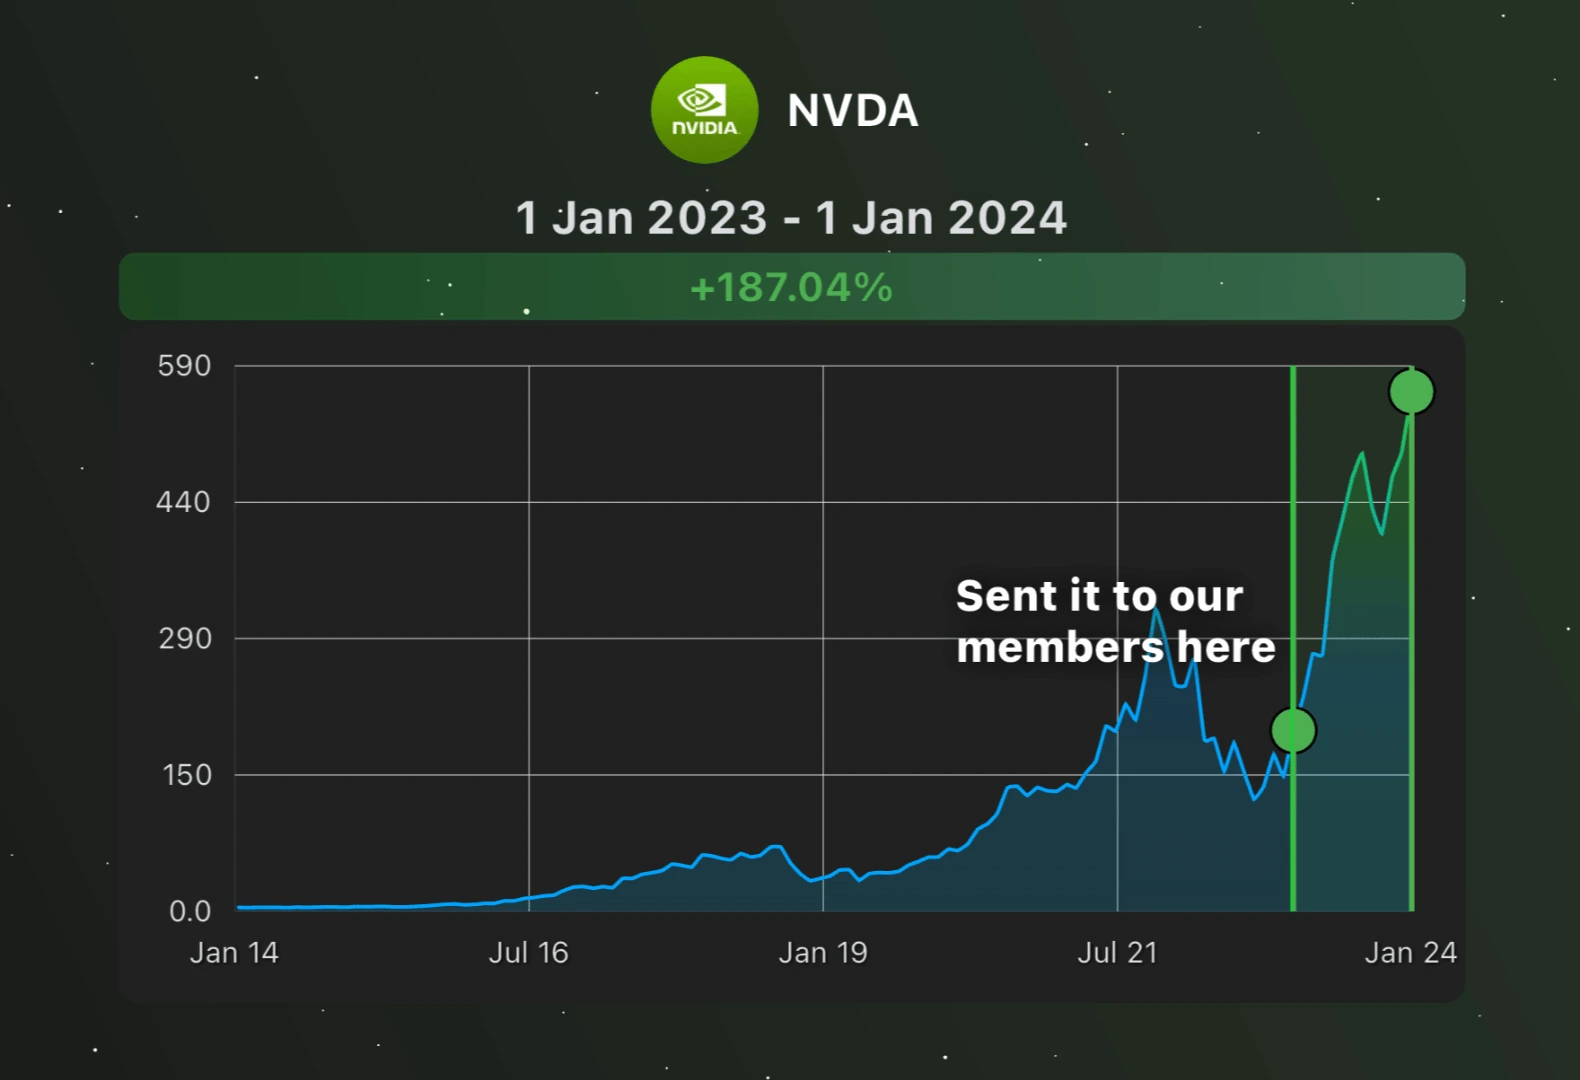 NVIDIA
NVDA
1 Jan 2023 - 1 Jan 2024
+187.04%
590
440
290
150
0.0
Sent it to our
members here
Jan 14
Jul 16
Jan 19
Jul 21
Jan 24